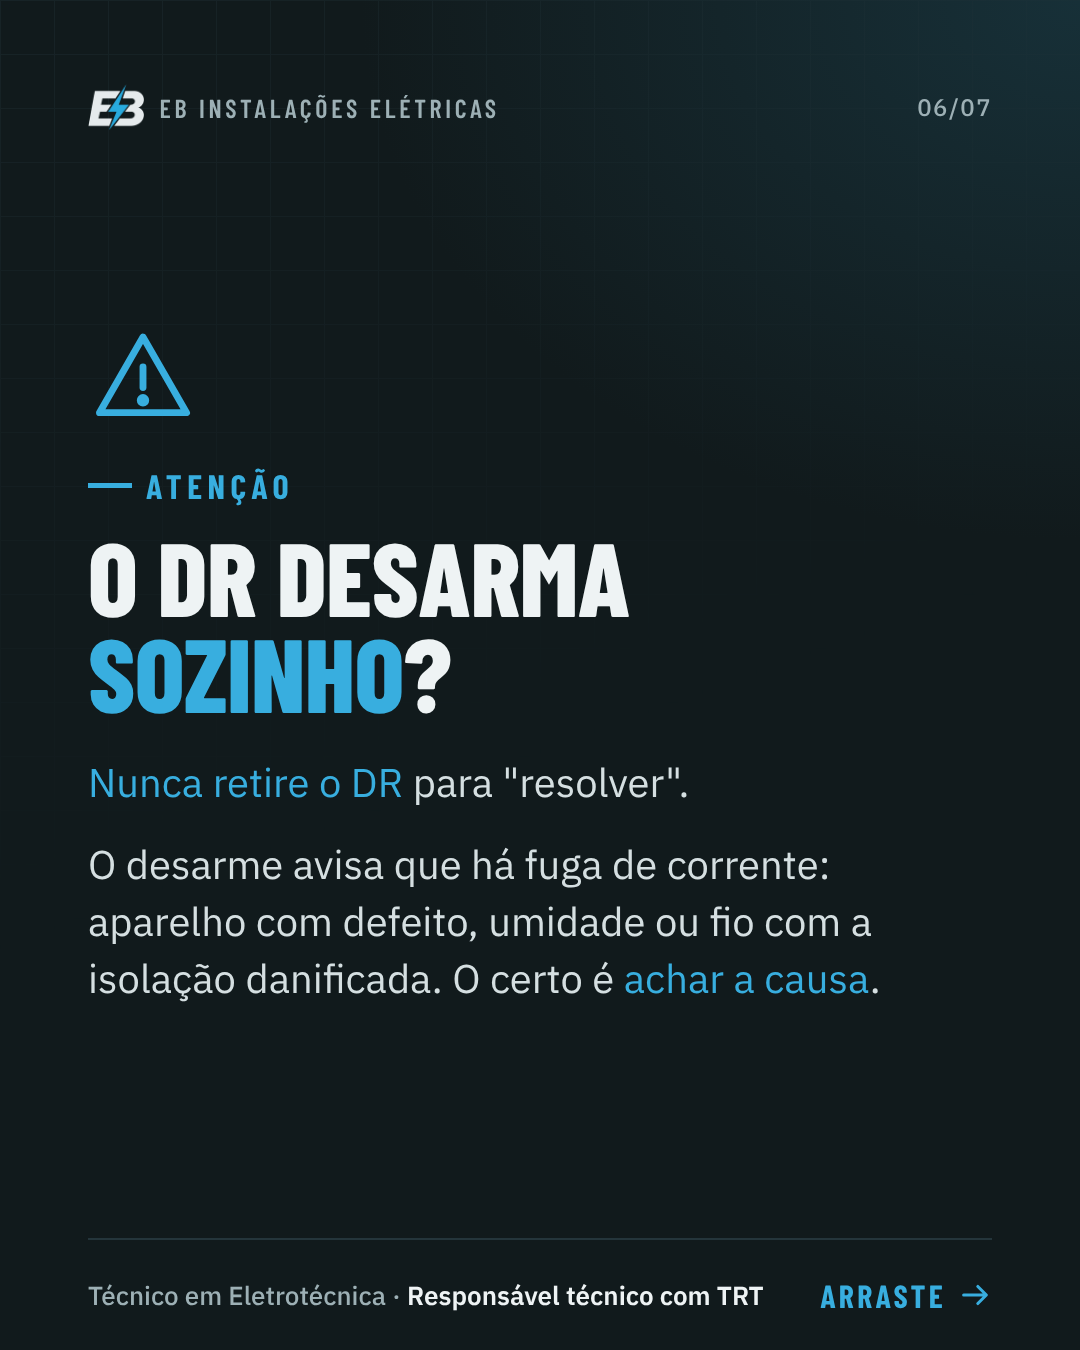 EB EB INSTALAÇÕES ELÉTRICAS
06/07
ATENÇÃO
O DR DESARMA
SOZINHO?
Nunca retire o DR para "resolver".
O desarme avisa que há fuga de corrente:
aparelho com defeito, umidade ou fio com a
isolação danificada. O certo é achar a causa.
Técnico em Eletrotécnica · Responsável técnico com TRT
ARRASTE →